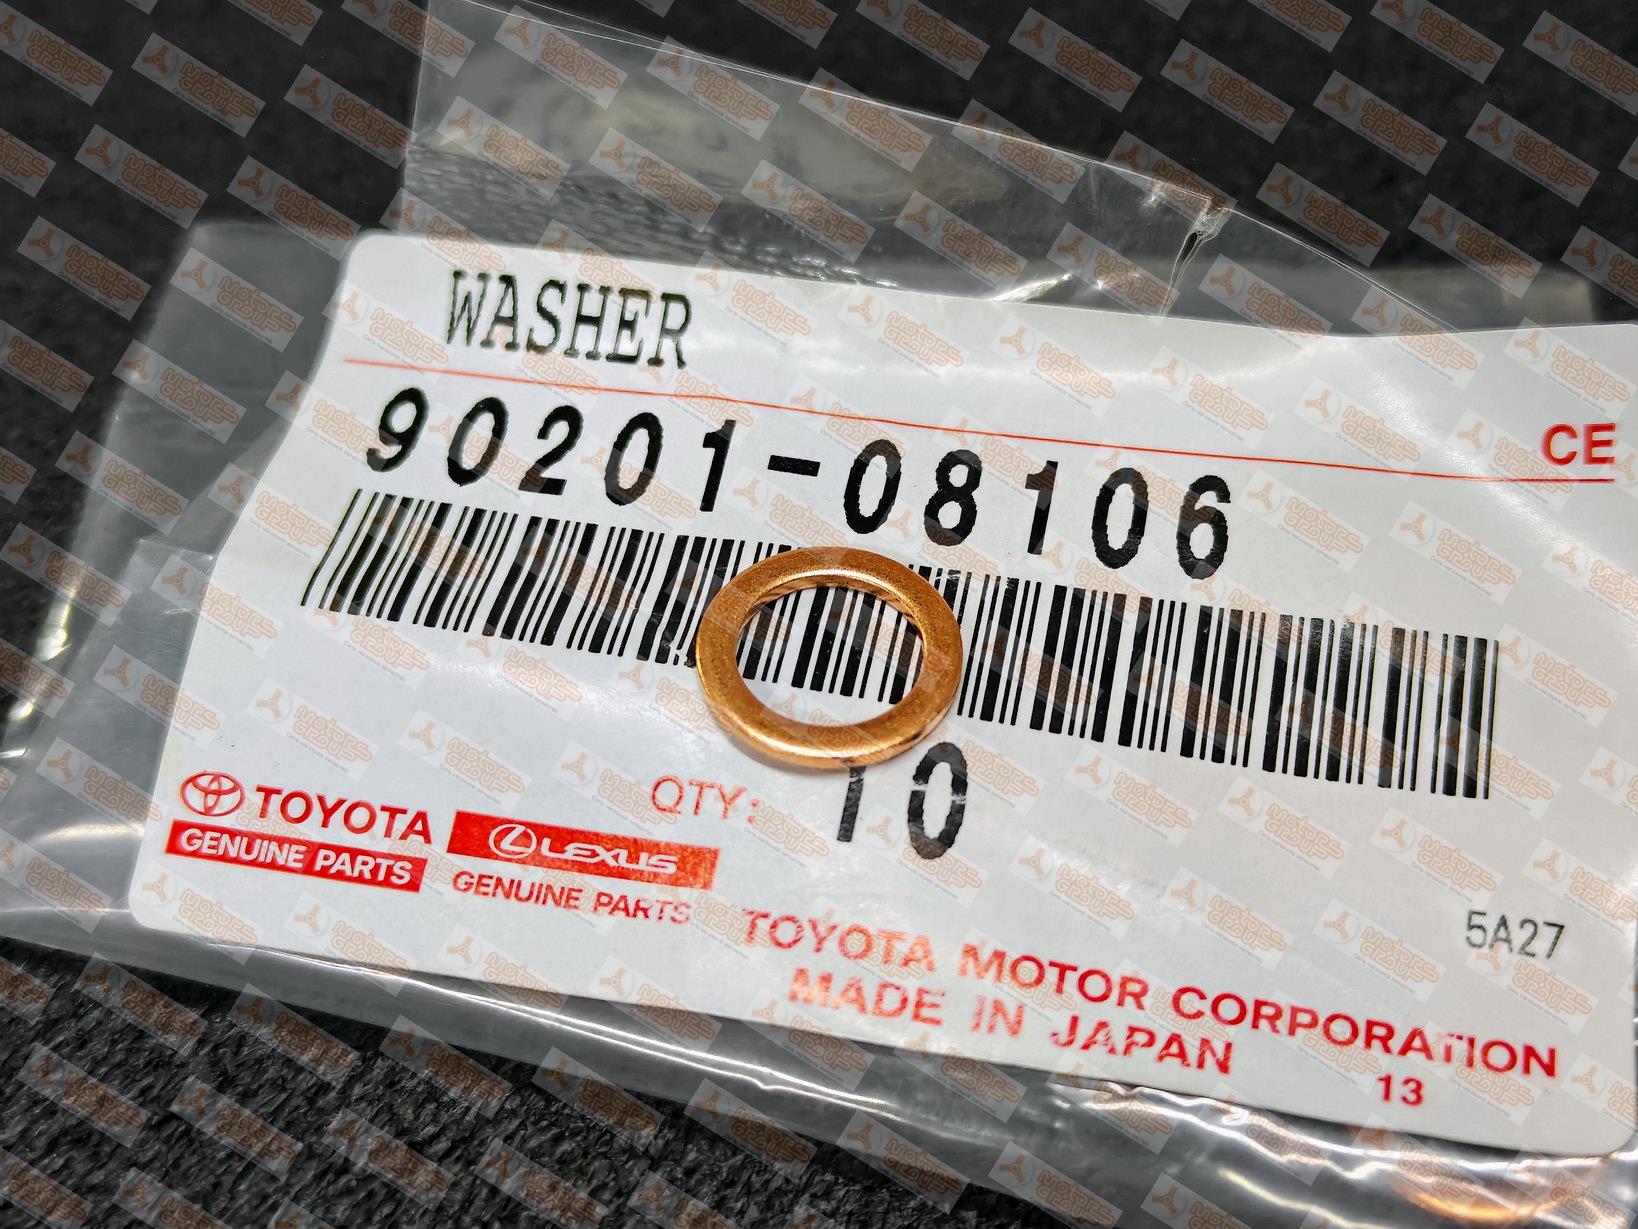 WASHER
CE
90201-08106
QTY: 10
TOYOTA
GENUINE PARTS
LEXUS
GENUINE PARTS
5A27
TOYOTA MOTOR CORPORATION
MADE IN JAPAN
13